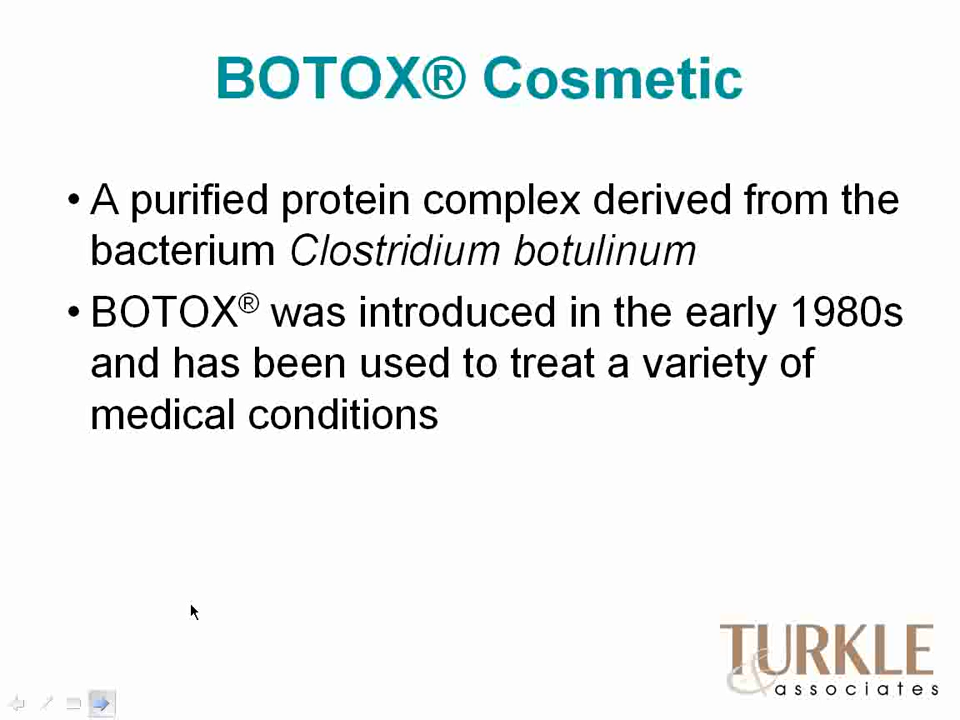 BOTOX® Cosmetic
• A purified protein complex derived from the
bacterium Clostridium botulinum
• BOTOX® was introduced in the early 1980s
and has been used to treat a variety of
medical conditions
TURKLE
& associates